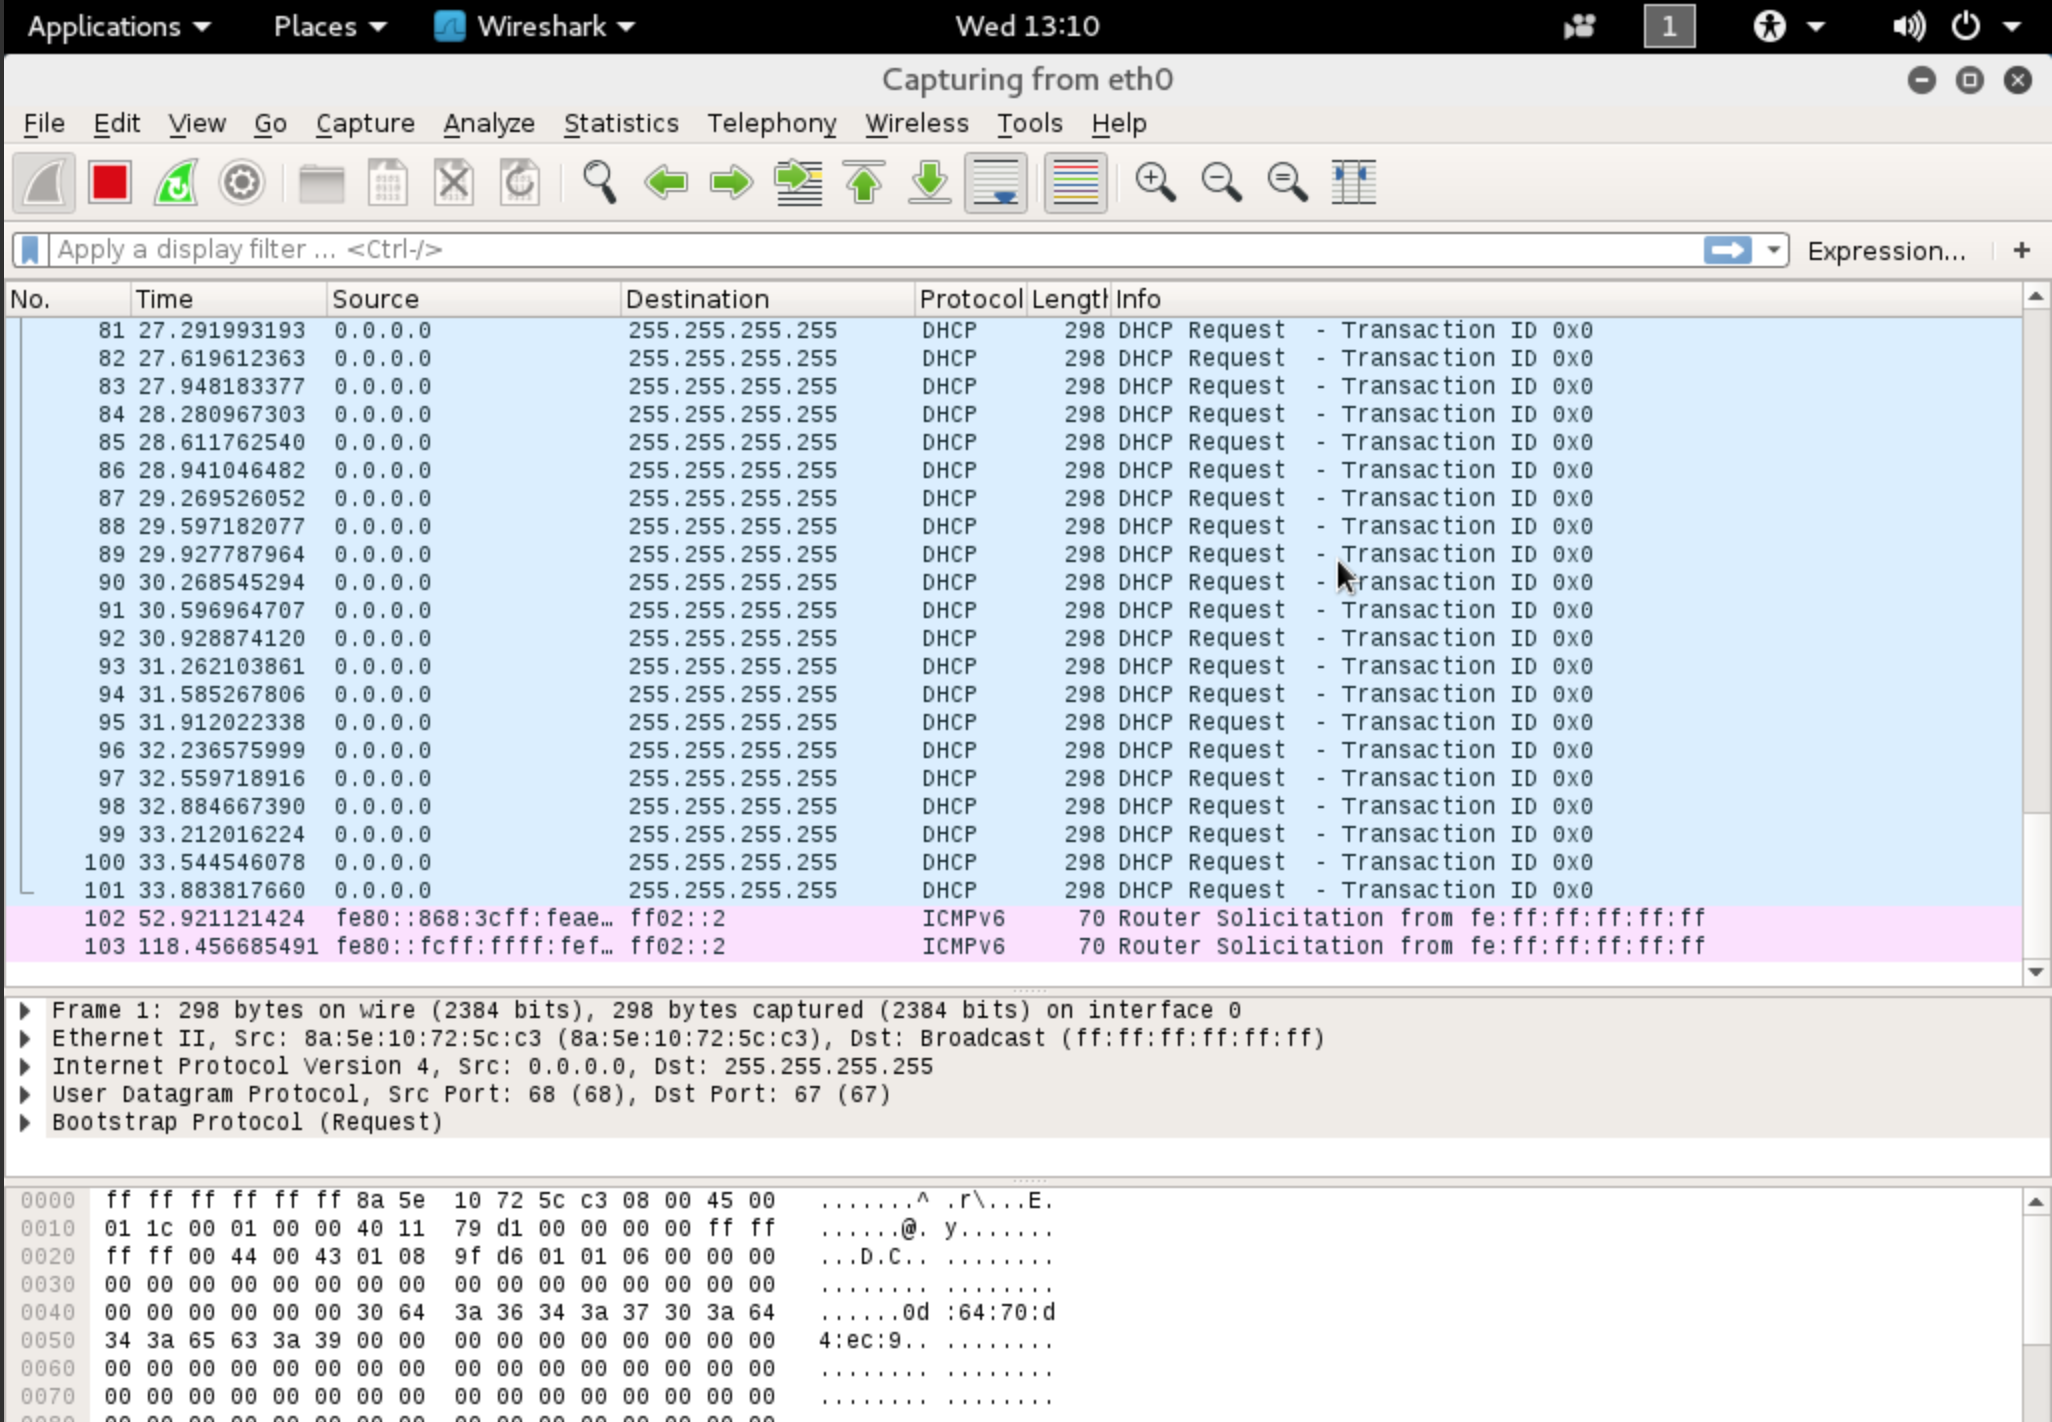 Applications Places Wireshark Wed 13:10 1
Capturing from eth0
File Edit View Go Capture Analyze Statistics Telephony Wireless Tools Help
Apply a display filter ... <Ctrl-/> Expression... +
No. Time Source Destination Protocol Length Info
81 27.291993193 0.0.0.0 255.255.255.255 DHCP 298 DHCP Request - Transaction ID 0x0
82 27.619612363 0.0.0.0 255.255.255.255 DHCP 298 DHCP Request - Transaction ID 0x0
83 27.948183377 0.0.0.0 255.255.255.255 DHCP 298 DHCP Request - Transaction ID 0x0
84 28.280967303 0.0.0.0 255.255.255.255 DHCP 298 DHCP Request - Transaction ID 0x0
85 28.611762540 0.0.0.0 255.255.255.255 DHCP 298 DHCP Request - Transaction ID 0x0
86 28.941046482 0.0.0.0 255.255.255.255 DHCP 298 DHCP Request - Transaction ID 0x0
87 29.269526052 0.0.0.0 255.255.255.255 DHCP 298 DHCP Request - Transaction ID 0x0
88 29.597182077 0.0.0.0 255.255.255.255 DHCP 298 DHCP Request - Transaction ID 0x0
89 29.927787964 0.0.0.0 255.255.255.255 DHCP 298 DHCP Request - Transaction ID 0x0
90 30.268545294 0.0.0.0 255.255.255.255 DHCP 298 DHCP Request - Transaction ID 0x0
91 30.596964707 0.0.0.0 255.255.255.255 DHCP 298 DHCP Request - Transaction ID 0x0
92 30.928874120 0.0.0.0 255.255.255.255 DHCP 298 DHCP Request - Transaction ID 0x0
93 31.262103861 0.0.0.0 255.255.255.255 DHCP 298 DHCP Request - Transaction ID 0x0
94 31.585267806 0.0.0.0 255.255.255.255 DHCP 298 DHCP Request - Transaction ID 0x0
95 31.912022338 0.0.0.0 255.255.255.255 DHCP 298 DHCP Request - Transaction ID 0x0
96 32.236575999 0.0.0.0 255.255.255.255 DHCP 298 DHCP Request - Transaction ID 0x0
97 32.559718916 0.0.0.0 255.255.255.255 DHCP 298 DHCP Request - Transaction ID 0x0
98 32.884667390 0.0.0.0 255.255.255.255 DHCP 298 DHCP Request - Transaction ID 0x0
99 33.212016224 0.0.0.0 255.255.255.255 DHCP 298 DHCP Request - Transaction ID 0x0
100 33.544546078 0.0.0.0 255.255.255.255 DHCP 298 DHCP Request - Transaction ID 0x0
101 33.883817660 0.0.0.0 255.255.255.255 DHCP 298 DHCP Request - Transaction ID 0x0
102 52.921121424 fe80::868:3cff:feae… ff02::2 ICMPv6 70 Router Solicitation from fe:ff:ff:ff:ff:ff
103 118.456685491 fe80::fcff:ffff:fef… ff02::2 ICMPv6 70 Router Solicitation from fe:ff:ff:ff:ff:ff
Frame 1: 298 bytes on wire (2384 bits), 298 bytes captured (2384 bits) on interface 0
Ethernet II, Src: 8a:5e:10:72:5c:c3 (8a:5e:10:72:5c:c3), Dst: Broadcast (ff:ff:ff:ff:ff:ff)
Internet Protocol Version 4, Src: 0.0.0.0, Dst: 255.255.255.255
User Datagram Protocol, Src Port: 68 (68), Dst Port: 67 (67)
Bootstrap Protocol (Request)
0000 ff ff ff ff ff ff 8a 5e 10 72 5c c3 08 00 45 00 .......^ .r\...E.
0010 01 1c 00 01 00 00 40 11 79 d1 00 00 00 00 ff ff ......@. y.......
0020 ff ff 00 44 00 43 01 08 9f d6 01 01 06 00 00 00 ...D.C.. ........
0030 00 00 00 00 00 00 00 00 00 00 00 00 00 00 00 00 ........ ........
0040 00 00 00 00 00 00 30 64 3a 36 34 3a 37 30 3a 64 ......0d :64:70:d
0050 34 3a 65 63 3a 39 00 00 00 00 00 00 00 00 00 00 4:ec:9.. ........
0060 00 00 00 00 00 00 00 00 00 00 00 00 00 00 00 00 ........ ........
0070 00 00 00 00 00 00 00 00 00 00 00 00 00 00 00 00 ........ ........